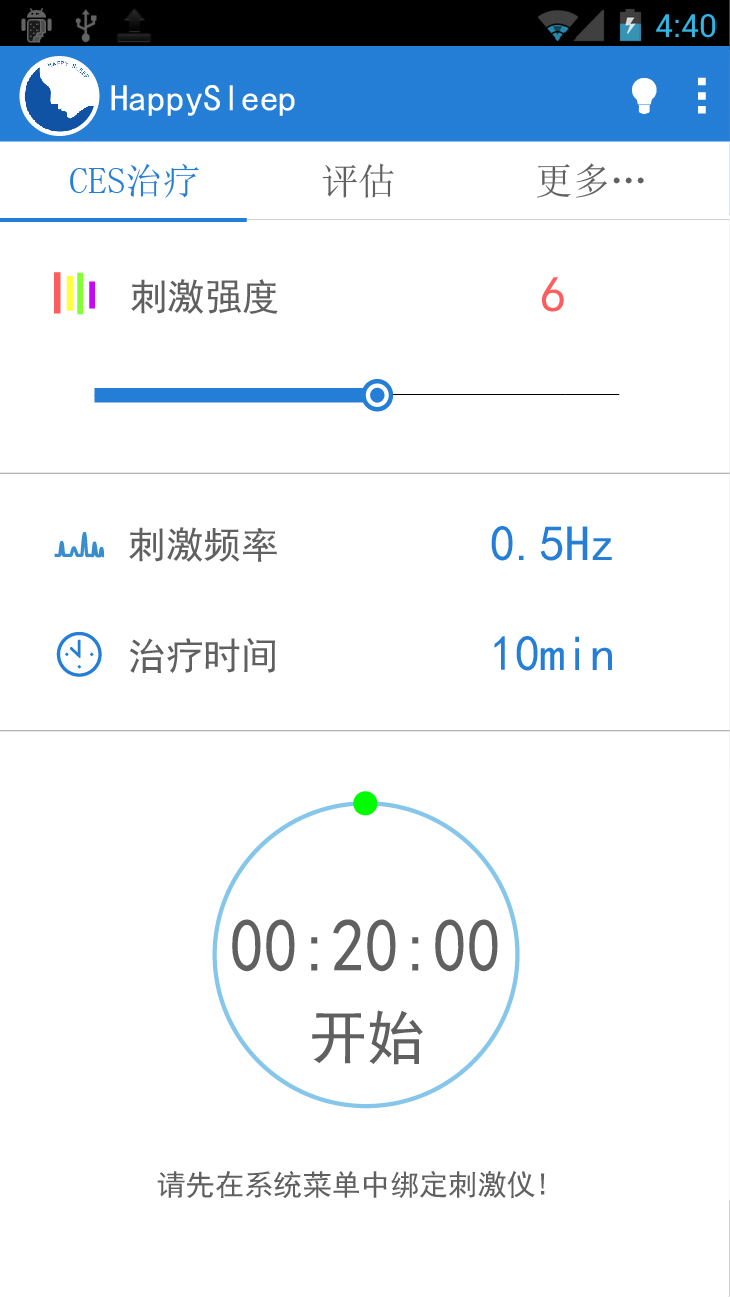 4:40
HAPPY SLEEP
HappySleep
CES治疗 评估 更多…
刺激强度 6
刺激频率 0.5Hz
治疗时间 10min
00:20:00
开始
请先在系统菜单中绑定刺激仪!